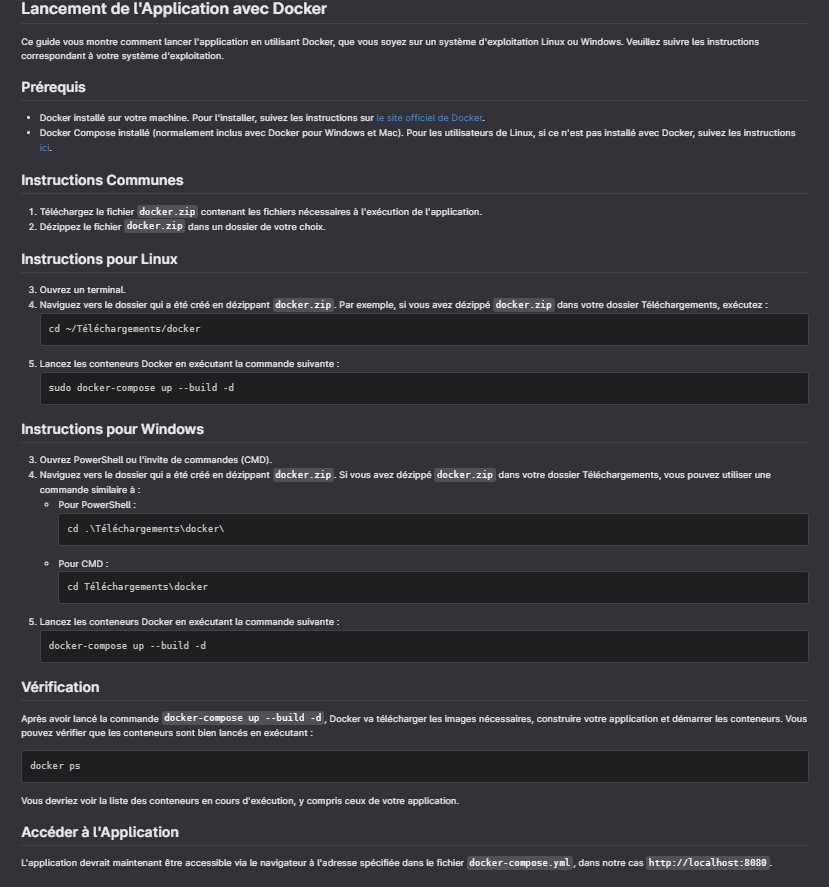 Lancement de l'Application avec Docker
Ce guide vous montre comment lancer l'application en utilisant Docker, que vous soyez sur un système d'exploitation Linux ou Windows. Veuillez suivre les instructions
correspondant à votre système d'exploitation.
Prérequis
• Docker installé sur votre machine. Pour l'installer, suivez les instructions sur le site officiel de Docker.
• Docker Compose installé (normalement inclus avec Docker pour Windows et Mac). Pour les utilisateurs de Linux, si ce n'est pas installé avec Docker, suivez les instructions
ici.
Instructions Communes
1. Téléchargez le fichier docker.zip contenant les fichiers nécessaires à l'exécution de l'application.
2. Dézippez le fichier docker.zip dans un dossier de votre choix.
Instructions pour Linux
3. Ouvrez un terminal.
4. Naviguez vers le dossier qui a été créé en dézippant docker.zip. Par exemple, si vous avez dézippé docker.zip dans votre dossier Téléchargements, exécutez :
cd ~/Téléchargements/docker
5. Lancez les conteneurs Docker en exécutant la commande suivante :
sudo docker-compose up --build -d
Instructions pour Windows
3. Ouvrez PowerShell ou l'invite de commandes (CMD).
4. Naviguez vers le dossier qui a été créé en dézippant docker.zip. Si vous avez dézippé docker.zip dans votre dossier Téléchargements, vous pouvez utiliser une
commande similaire à :
◦ Pour PowerShell :
cd .\Téléchargements\docker\
◦ Pour CMD :
cd Téléchargements\docker
5. Lancez les conteneurs Docker en exécutant la commande suivante :
docker-compose up --build -d
Vérification
Après avoir lancé la commande docker-compose up --build -d, Docker va télécharger les images nécessaires, construire votre application et démarrer les conteneurs. Vous
pouvez vérifier que les conteneurs sont bien lancés en exécutant :
docker ps
Vous devriez voir la liste des conteneurs en cours d'exécution, y compris ceux de votre application.
Accéder à l'Application
L'application devrait maintenant être accessible via le navigateur à l'adresse spécifiée dans le fichier docker-compose.yml, dans notre cas http://localhost:8080.